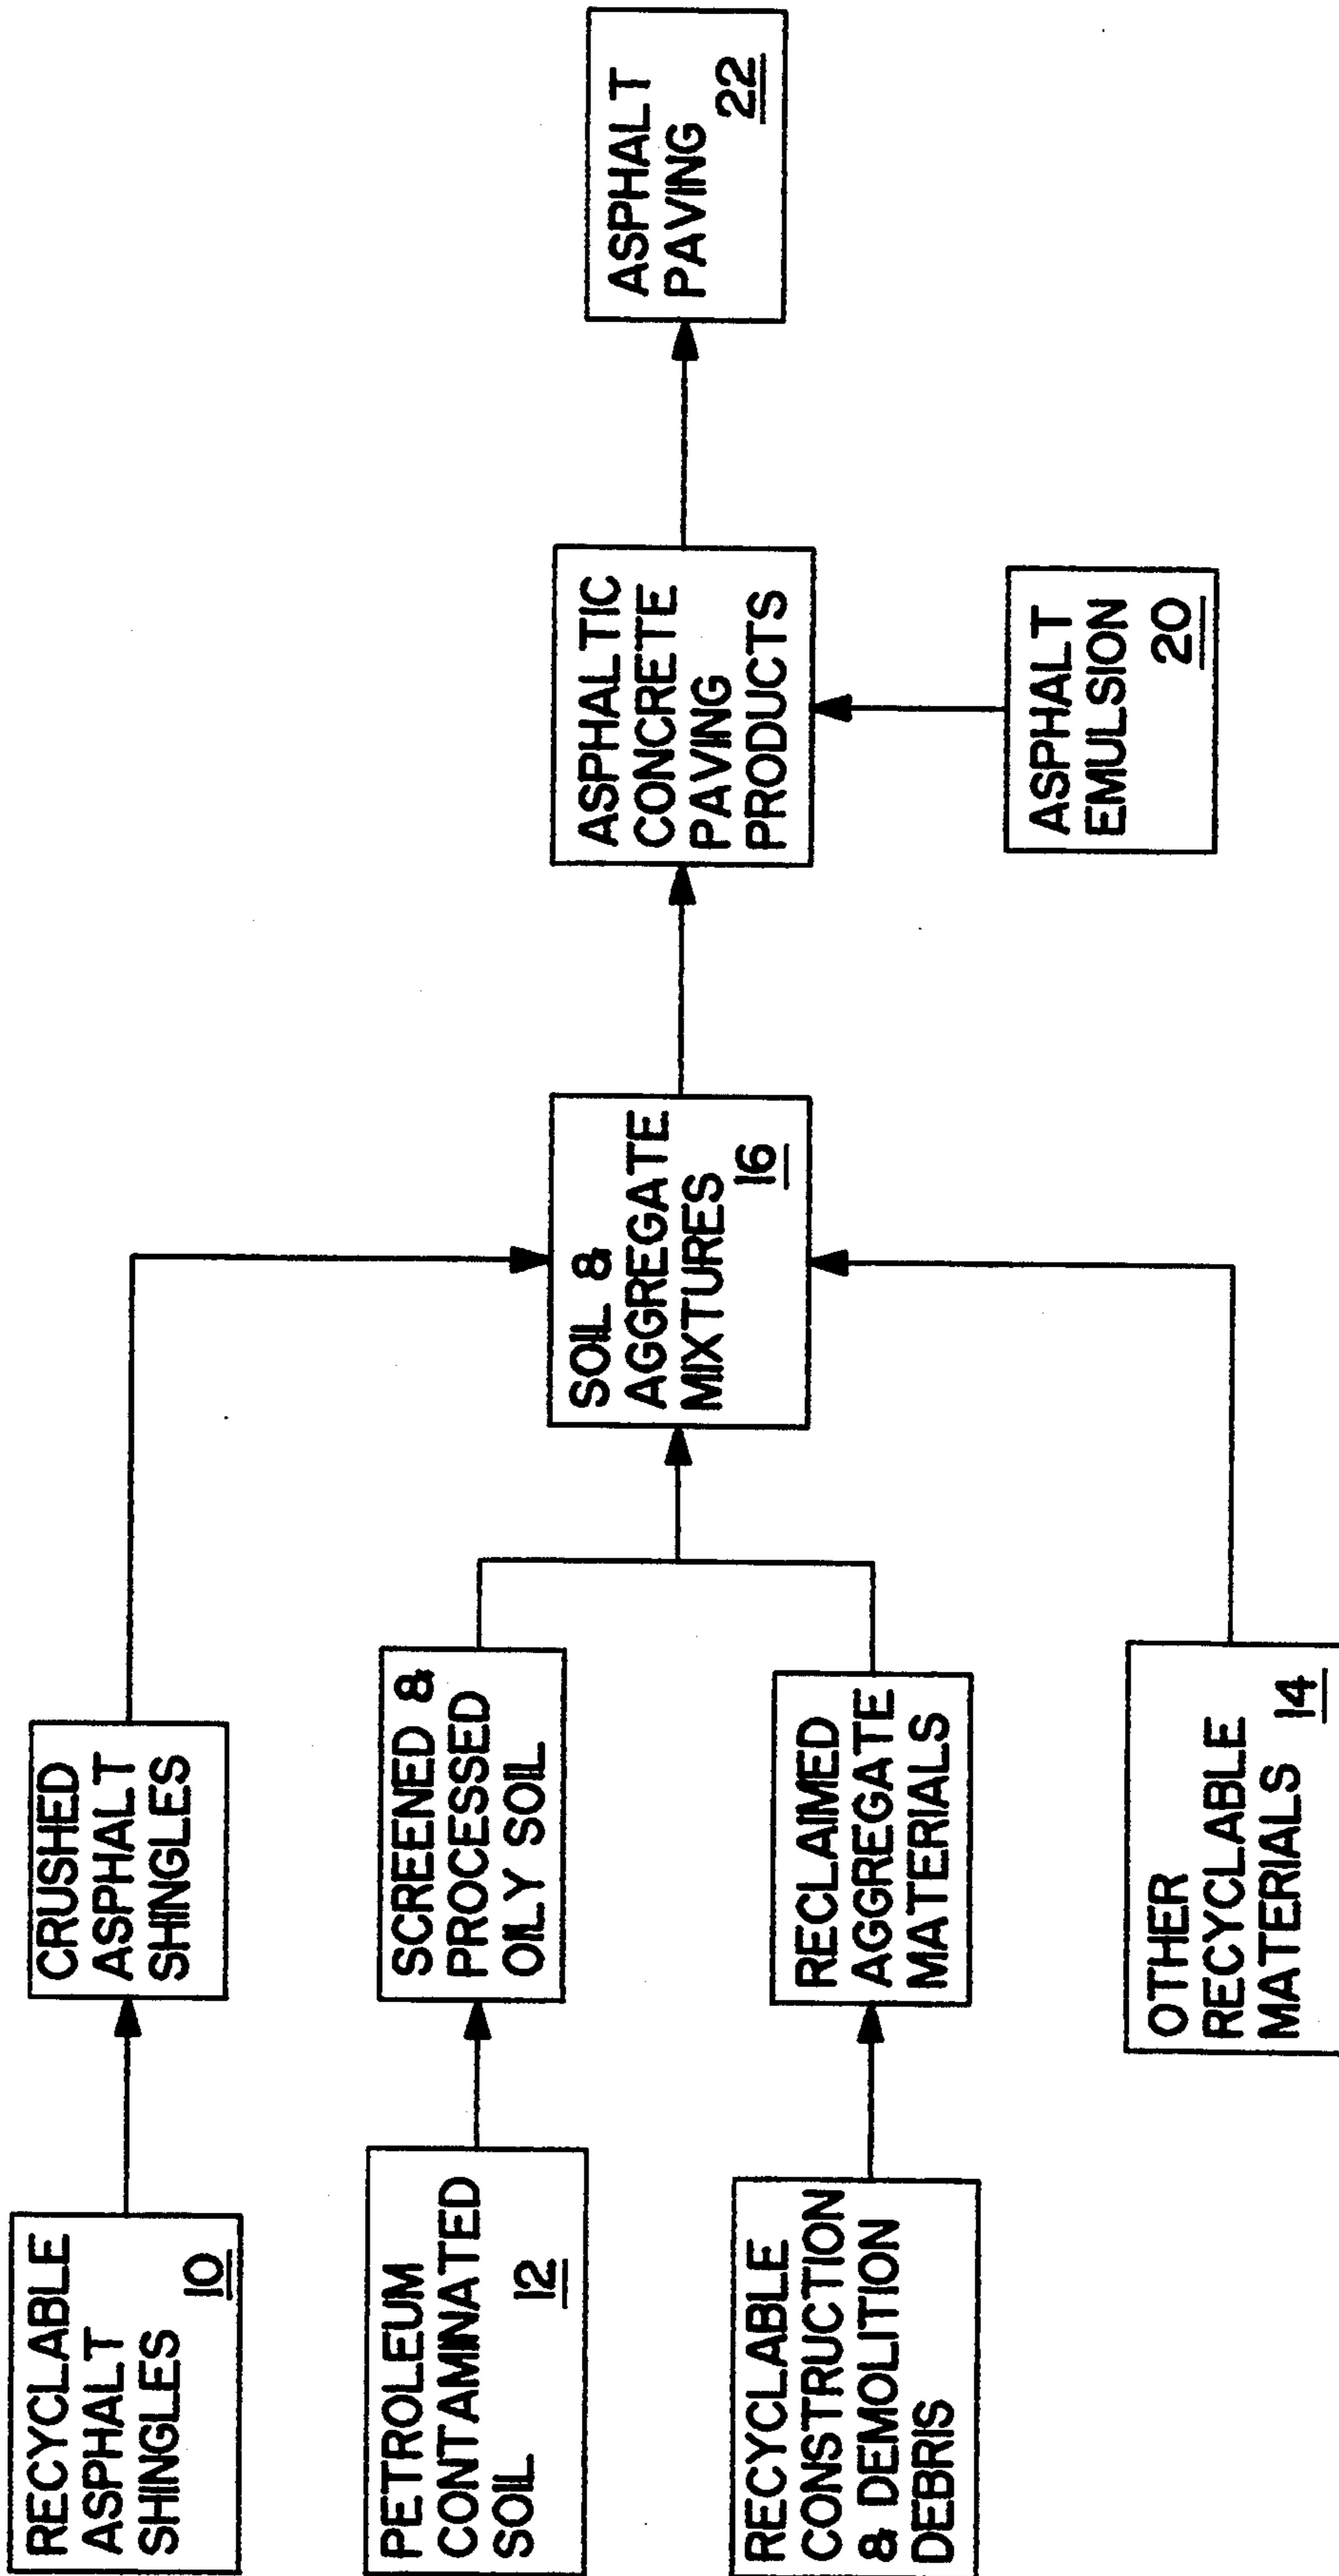 RECYCLABLE
ASPHALT
SHINGLES
10
CRUSHED
ASPHALT
SHINGLES
PETROLEUM
CONTAMINATED
SOIL
12
SCREENED &
PROCESSED
OILY SOIL
RECYCLABLE
CONSTRUCTION
& DEMOLITION
DEBRIS
RECLAIMED
AGGREGATE
MATERIALS
OTHER
RECYCLABLE
MATERIALS
14
SOIL &
AGGREGATE
MIXTURES
16
ASPHALTIC
CONCRETE
PAVING
PRODUCTS
ASPHALT
EMULSION
20
ASPHALT
PAVING
22